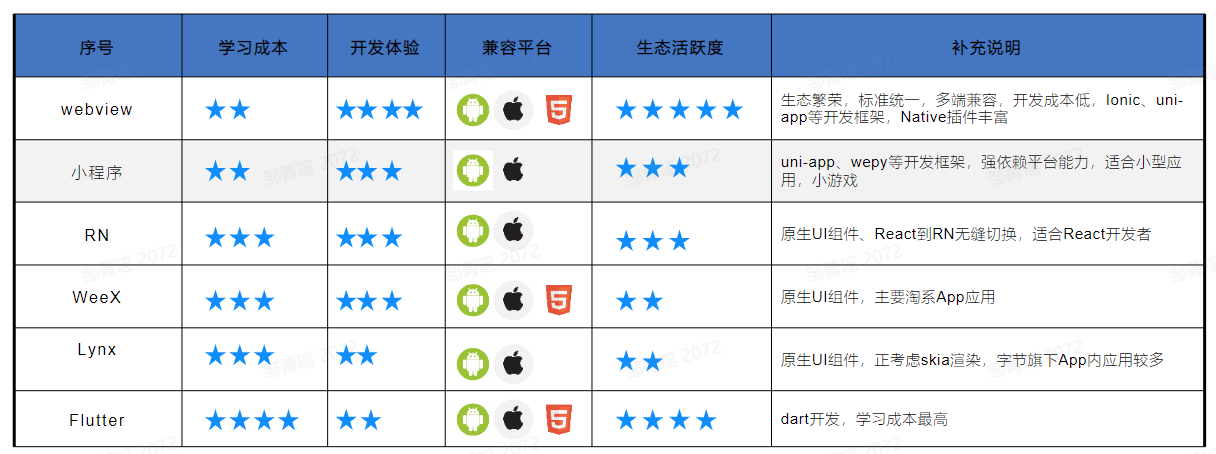 序号 学习成本 开发体验 兼容平台 生态活跃度 补充说明
webview ★★ ★★★★ 5 ★★★★★ 生态繁荣，标准统一，多端兼容，开发成本低，Ionic、uni-
app等开发框架，Native插件丰富
小程序 ★★ ★★★ ★★★ uni-app、wepy等开发框架，强依赖平台能力，适合小型应
用，小游戏
RN ★★★ ★★★ ★★★ 原生UI组件、React到RN无缝切换，适合React开发者
WeeX ★★★ ★★★ 5 ★★ 原生UI组件，主要淘系App应用
Lynx ★★★ ★★ ★★ 原生UI组件，正考虑skia渲染，字节旗下App内应用较多
Flutter ★★★★ ★★ 5 ★★★★ dart开发，学习成本最高
邹青瑶 2072